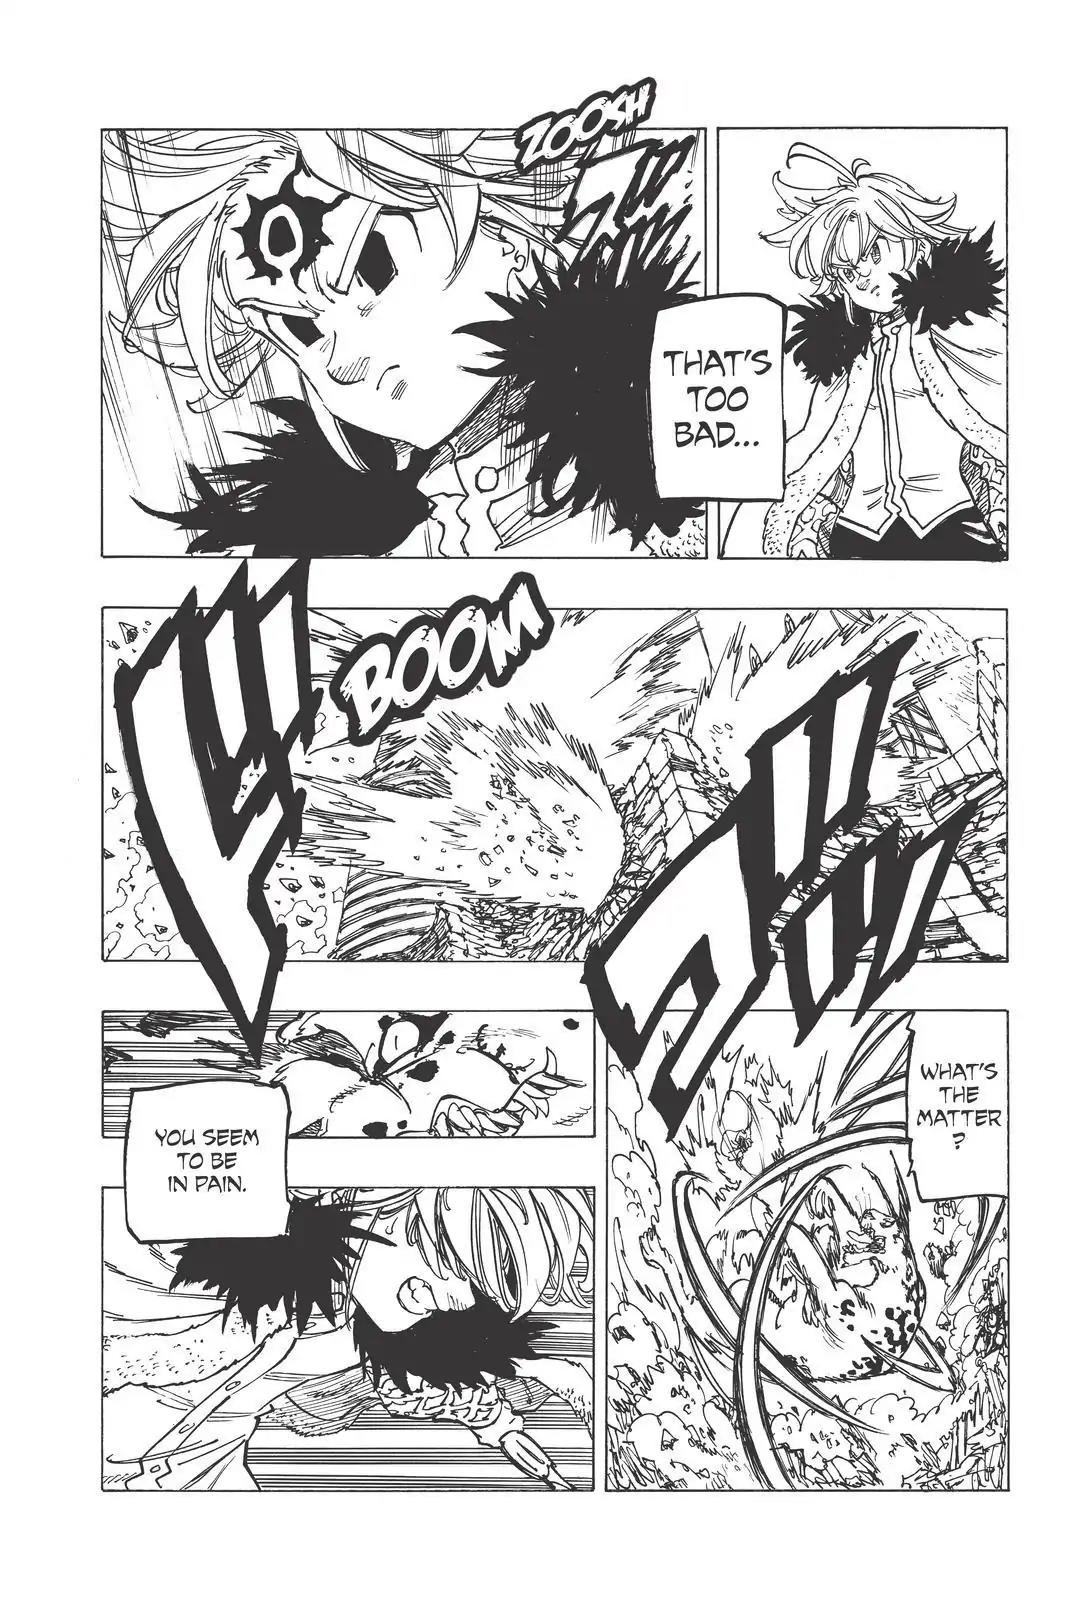 ZOOSH
THAT'S
TOO
BAD...
BOOM
WHAT'S
THE
MATTER
?
YOU SEEM
TO BE
IN PAIN.